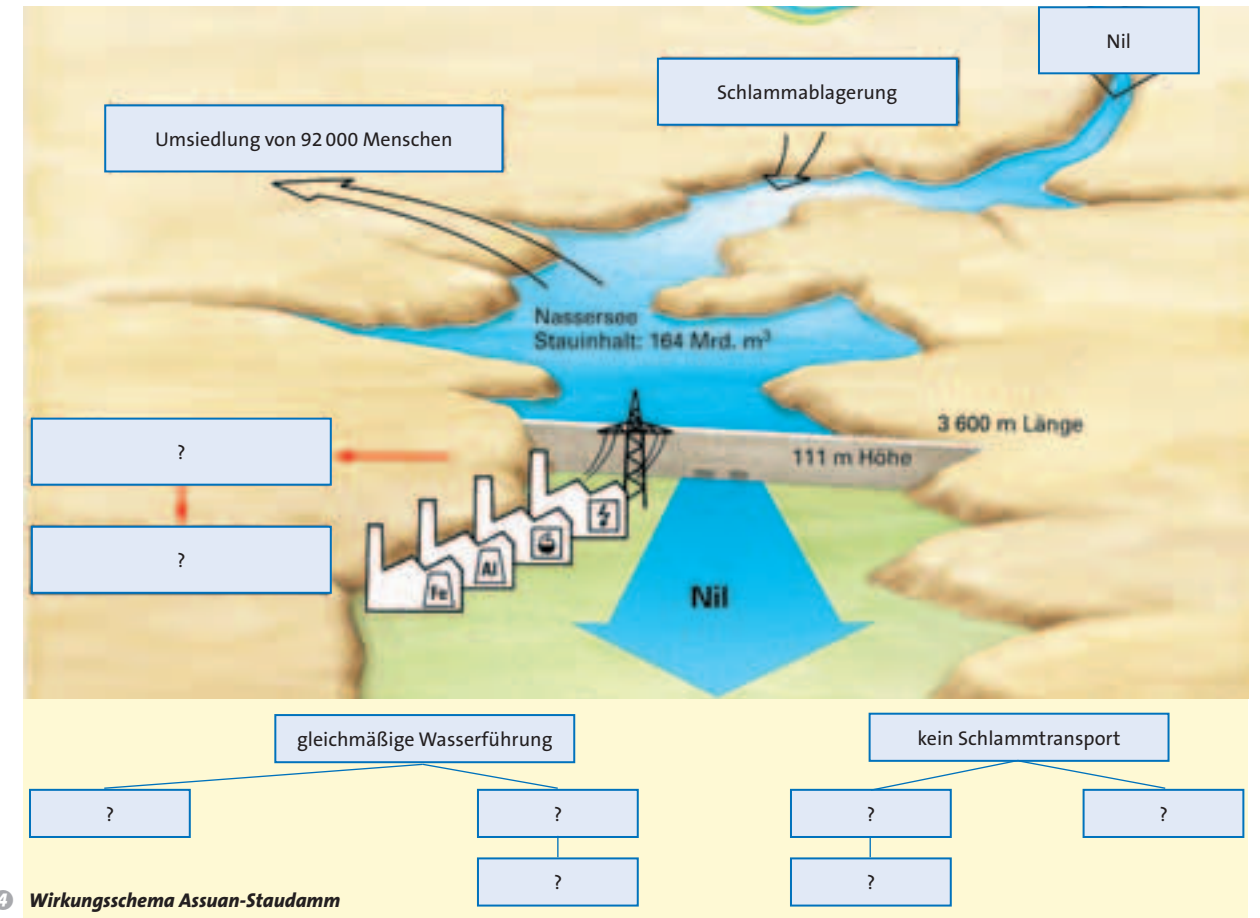 Nil
Schlammablagerung
Umsiedlung von 92 000 Menschen
Nassersee
Stauinhalt: 164 Mrd. m³
3 600 m Länge
111 m Höhe
?
?
Fe
Al
Nil
gleichmäßige Wasserführung
kein Schlammtransport
?
?
?
?
?
?
4 Wirkungsschema Assuan-Staudamm